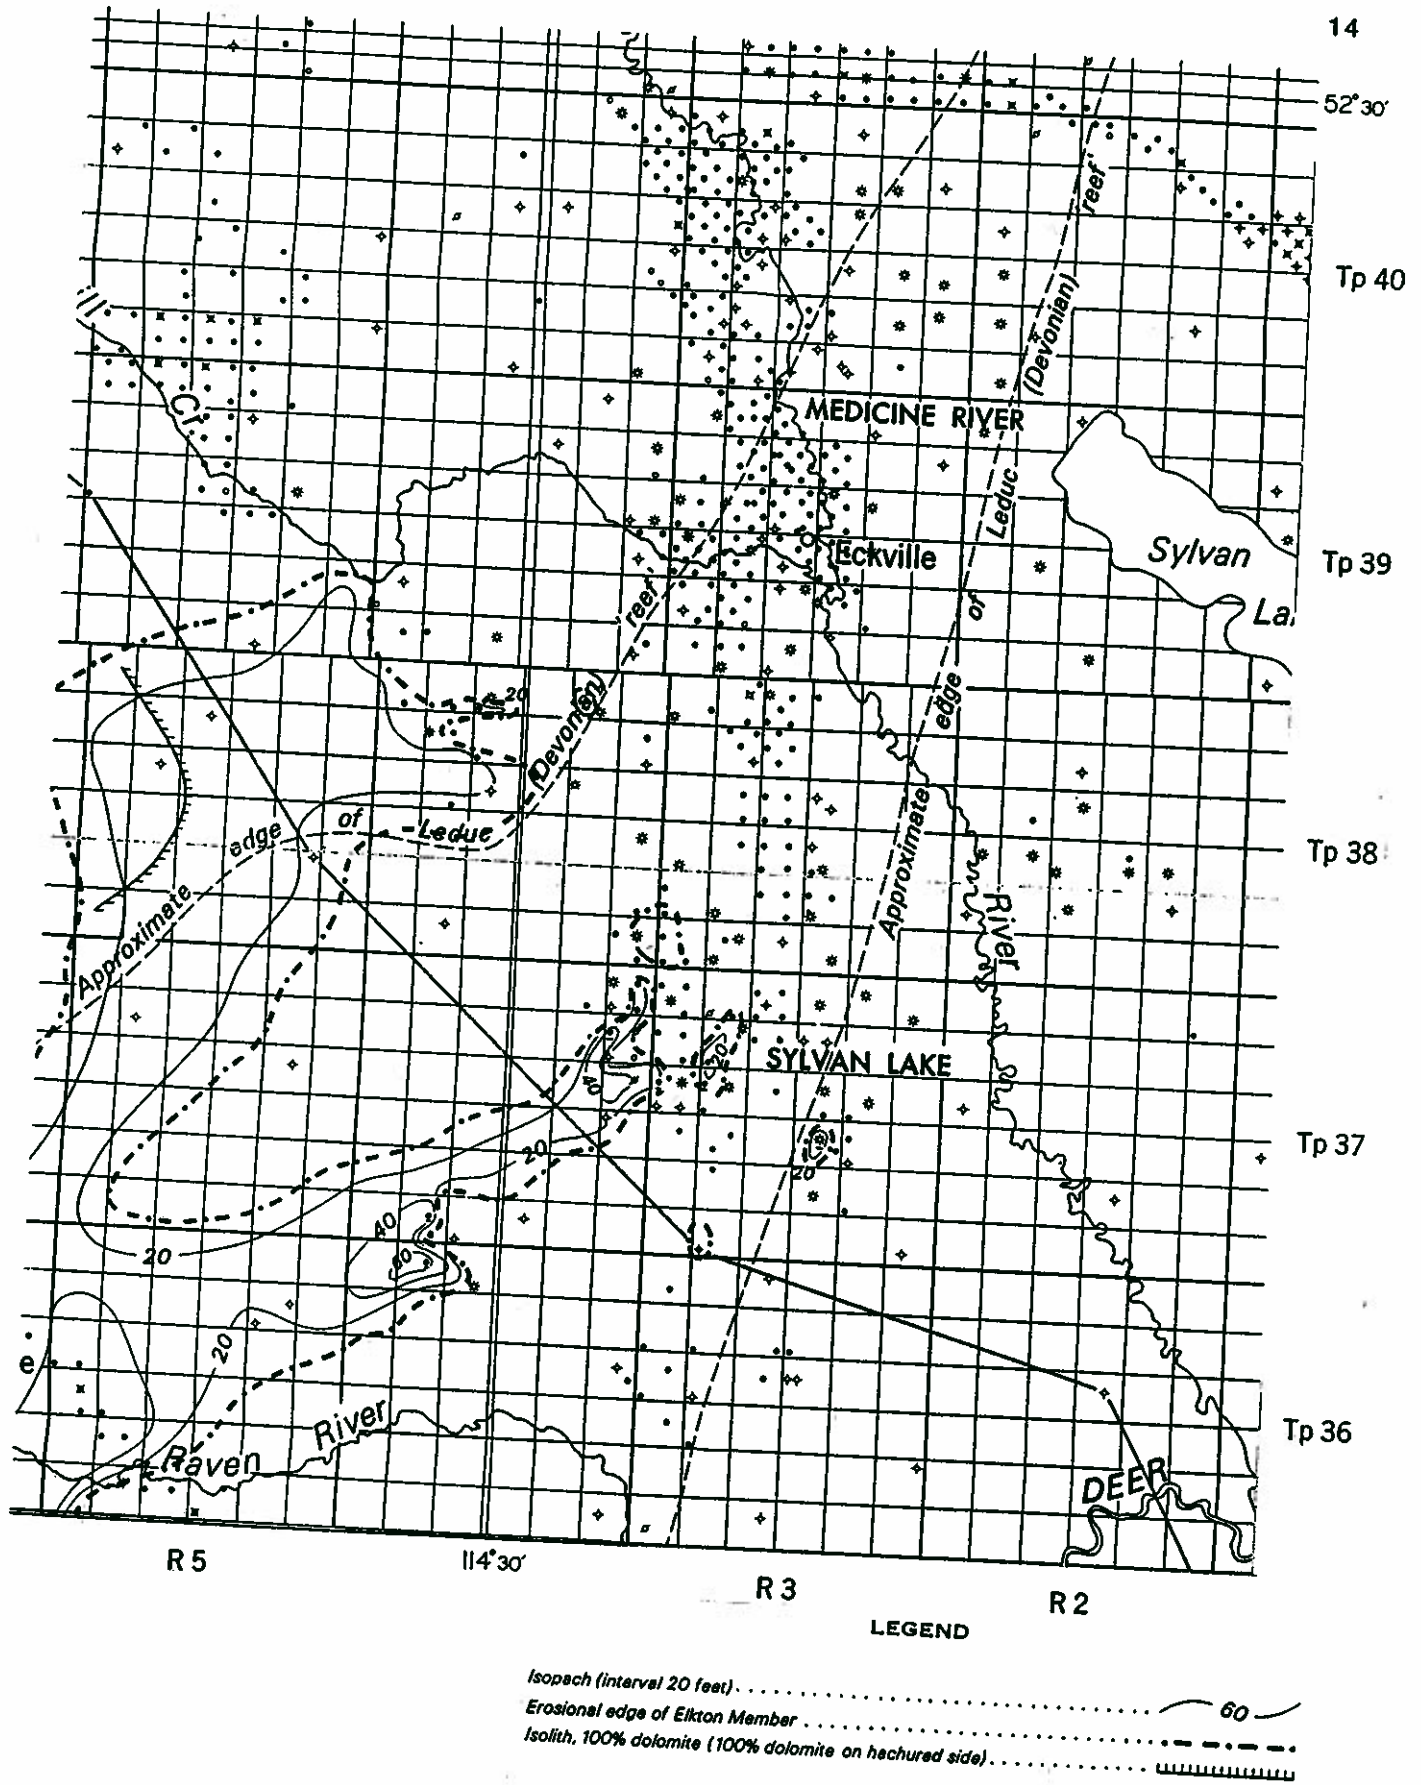 14
52°30'
reef
Tp 40
(Devonian)
Cr.
MEDICINE RIVER
Leduc
Sylvan
Eckville
Tp 39
reef
of
La
20
(Devonian)
edge
edge of Leduc
Approximate
Tp 38
Approximate
River
SYLVAN LAKE
20
40
20
Tp 37
20
40
20
60
20
e
River
Raven
Tp 36
DEER
R 5
114°30'
R 3
R 2
LEGEND
Isopach (interval 20 feet) 60
Erosional edge of Elkton Member
Isolith, 100% dolomite (100% dolomite on hachured side)